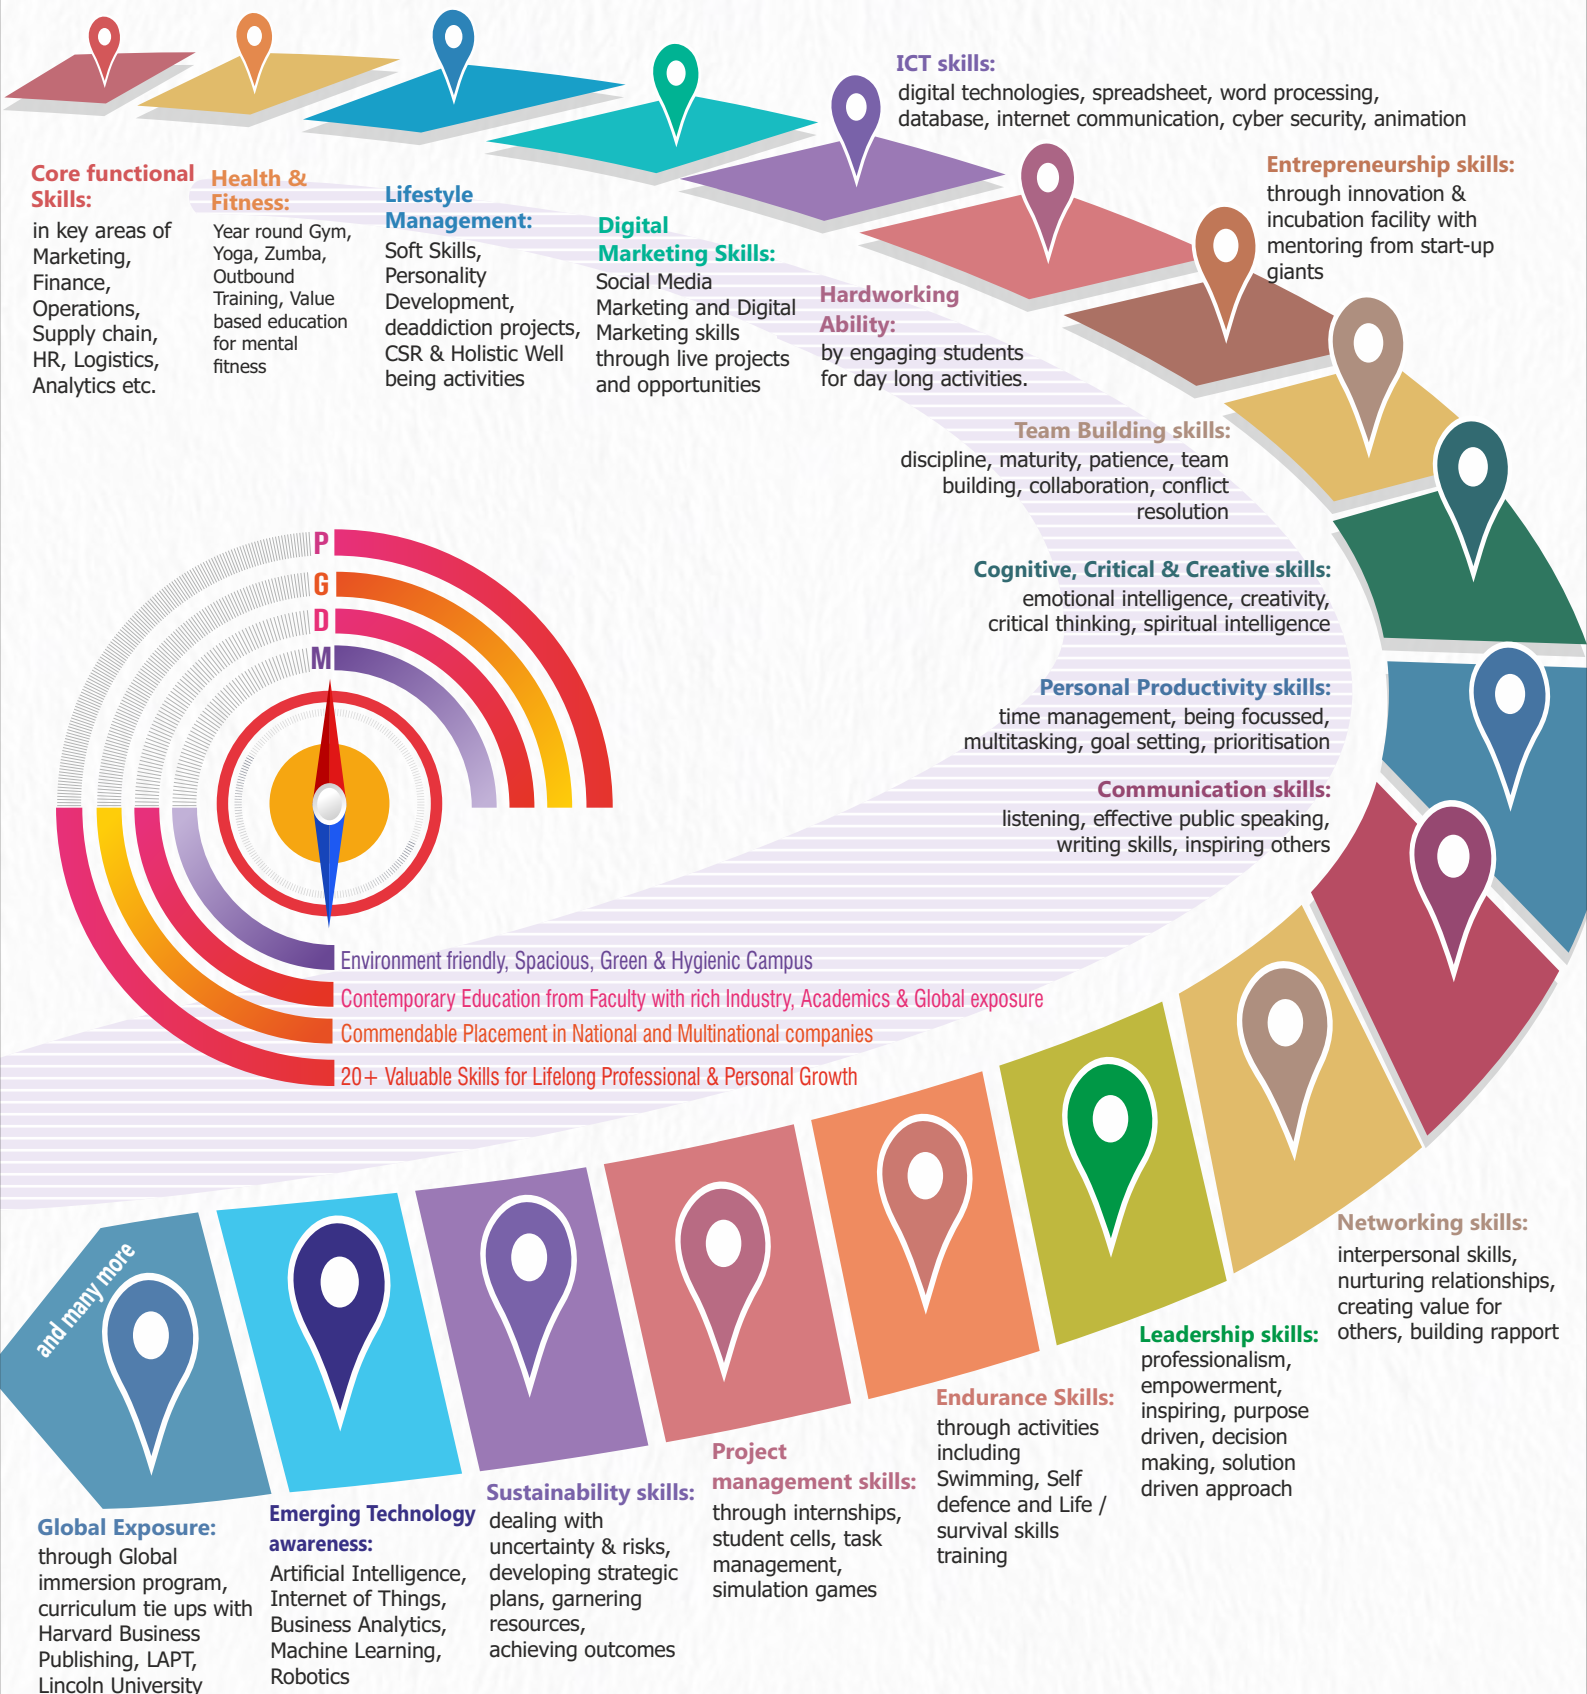 Core functional
Skills:
in key areas of
Marketing,
Finance,
Operations,
Supply chain,
HR, Logistics,
Analytics etc.
Health &
Fitness:
Year round Gym,
Yoga, Zumba,
Outbound
Training, Value
based education
for mental
fitness
Lifestyle
Management:
Soft Skills,
Personality
Development,
deaddiction projects,
CSR & Holistic Well
being activities
Digital
Marketing Skills:
Social Media
Marketing and Digital
Marketing skills
through live projects
and opportunities
ICT skills:
digital technologies, spreadsheet, word processing,
database, internet communication, cyber security, animation
Hardworking
Ability:
by engaging students
for day long activities.
Entrepreneurship skills:
through innovation &
incubation facility with
mentoring from start-up
giants
Team Building skills:
discipline, maturity, patience, team
building, collaboration, conflict
resolution
Cognitive, Critical & Creative skills:
emotional intelligence, creativity,
critical thinking, spiritual intelligence
Personal Productivity skills:
time management, being focussed,
multitasking, goal setting, prioritisation
Communication skills:
listening, effective public speaking,
writing skills, inspiring others
P
G
D
M
Environment friendly, Spacious, Green & Hygienic Campus
Contemporary Education from Faculty with rich Industry, Academics & Global exposure
Commendable Placement in National and Multinational companies
20+ Valuable Skills for Lifelong Professional & Personal Growth
Networking skills:
interpersonal skills,
nurturing relationships,
creating value for
others, building rapport
Leadership skills:
professionalism,
empowerment,
inspiring, purpose
driven, decision
making, solution
driven approach
Endurance Skills:
through activities
including
Swimming, Self
defence and Life /
survival skills
training
Project
management skills:
through internships,
student cells, task
management,
simulation games
Sustainability skills:
dealing with
uncertainty & risks,
developing strategic
plans, garnering
resources,
achieving outcomes
Emerging Technology
awareness:
Artificial Intelligence,
Internet of Things,
Business Analytics,
Machine Learning,
Robotics
Global Exposure:
through Global
immersion program,
curriculum tie ups with
Harvard Business
Publishing, LAPT,
Lincoln University
and many more